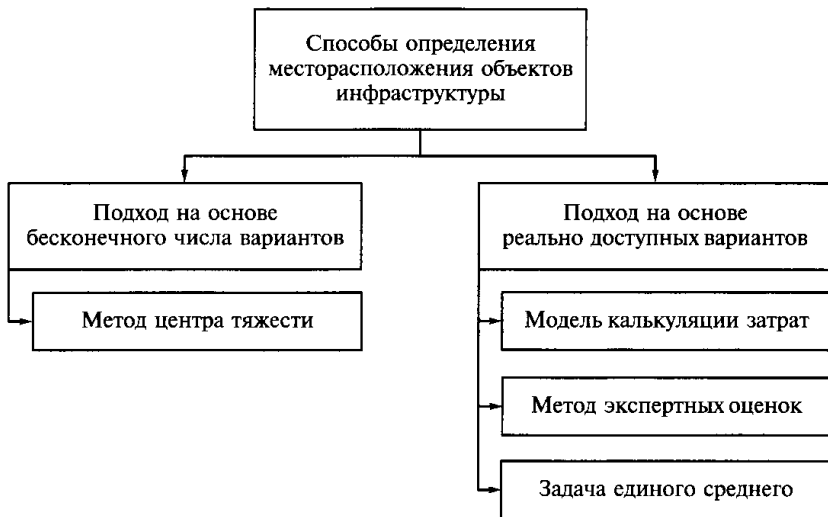 Способы определения
месторасположения объектов
инфраструктуры
Подход на основе
бесконечного числа вариантов
Метод центра тяжести
Подход на основе
реально доступных вариантов
Модель калькуляции затрат
Метод экспертных оценок
Задача единого среднего